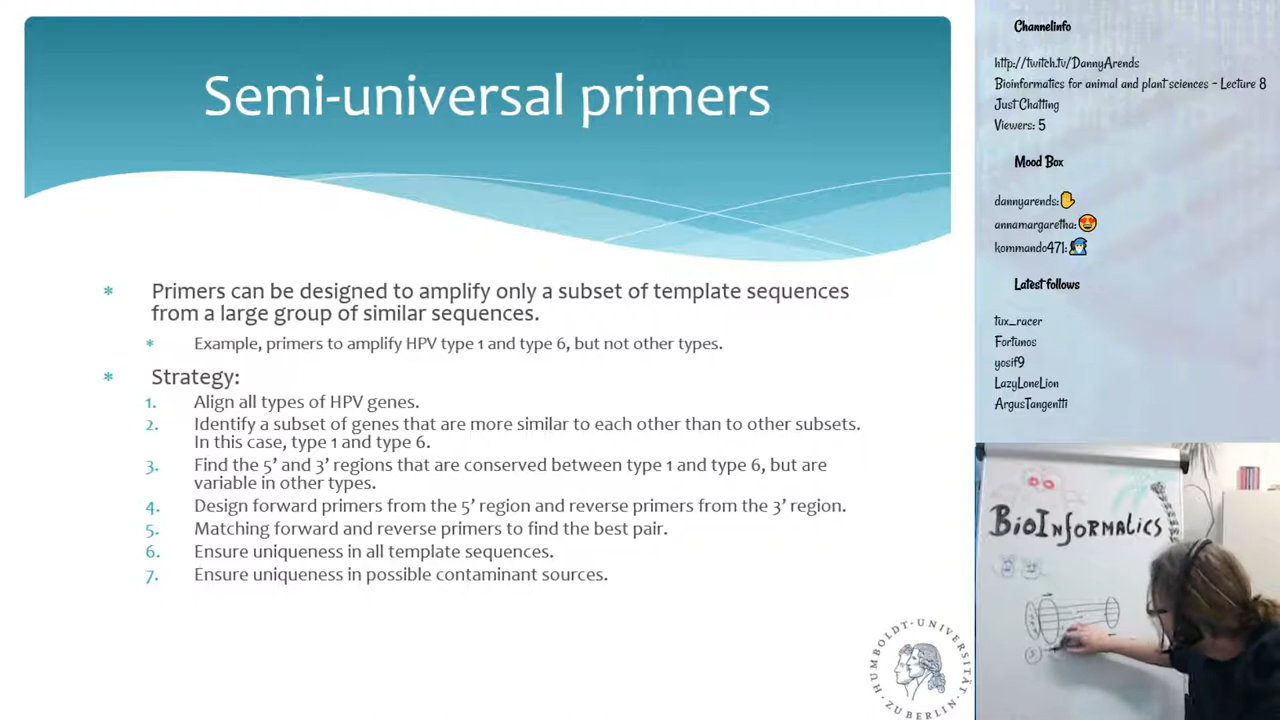 Semi-universal primers
* Primers can be designed to amplify only a subset of template sequences
from a large group of similar sequences.
* Example, primers to amplify HPV type 1 and type 6, but not other types.
* Strategy:
1. Align all types of HPV genes.
2. Identify a subset of genes that are more similar to each other than to other subsets.
In this case, type 1 and type 6.
3. Find the 5’ and 3’ regions that are conserved between type 1 and type 6, but are
variable in other types.
4. Design forward primers from the 5’ region and reverse primers from the 3’ region.
5. Matching forward and reverse primers to find the best pair.
6. Ensure uniqueness in all template sequences.
7. Ensure uniqueness in possible contaminant sources.
HUMBOLDT-UNIVERSITÄT
ZU BERLIN
Channelinfo
http://twitch.tv/DannyArends
Bioinformatics for animal and plant sciences - Lecture 8
Just Chatting
Viewers: 5
Mood Box
dannyarends:✋
annamargaretha:😍
kommando471:
Latest follows
tux_racer
Fortunos
yosif9
LazyLoneLion
ArgusTangentti
BioInformatics